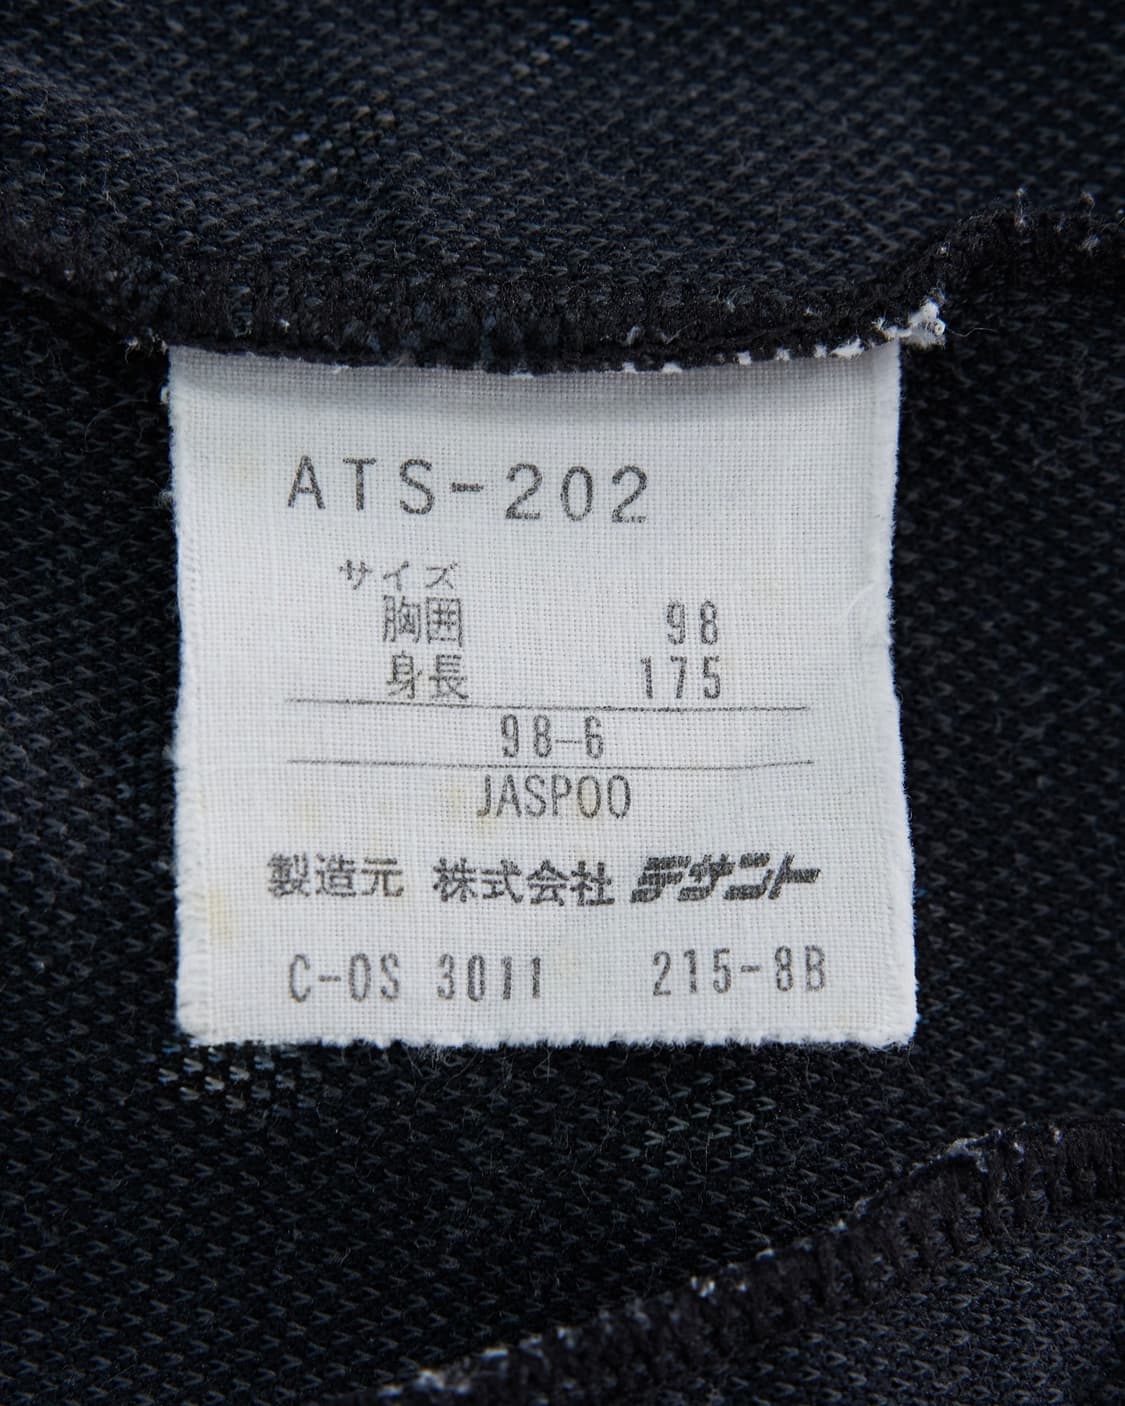 ATS-202
サイズ
胸囲 98
身長 175
98-6
JASPOO
製造元 株式会社 デサント
C-OS 3011 215-8B